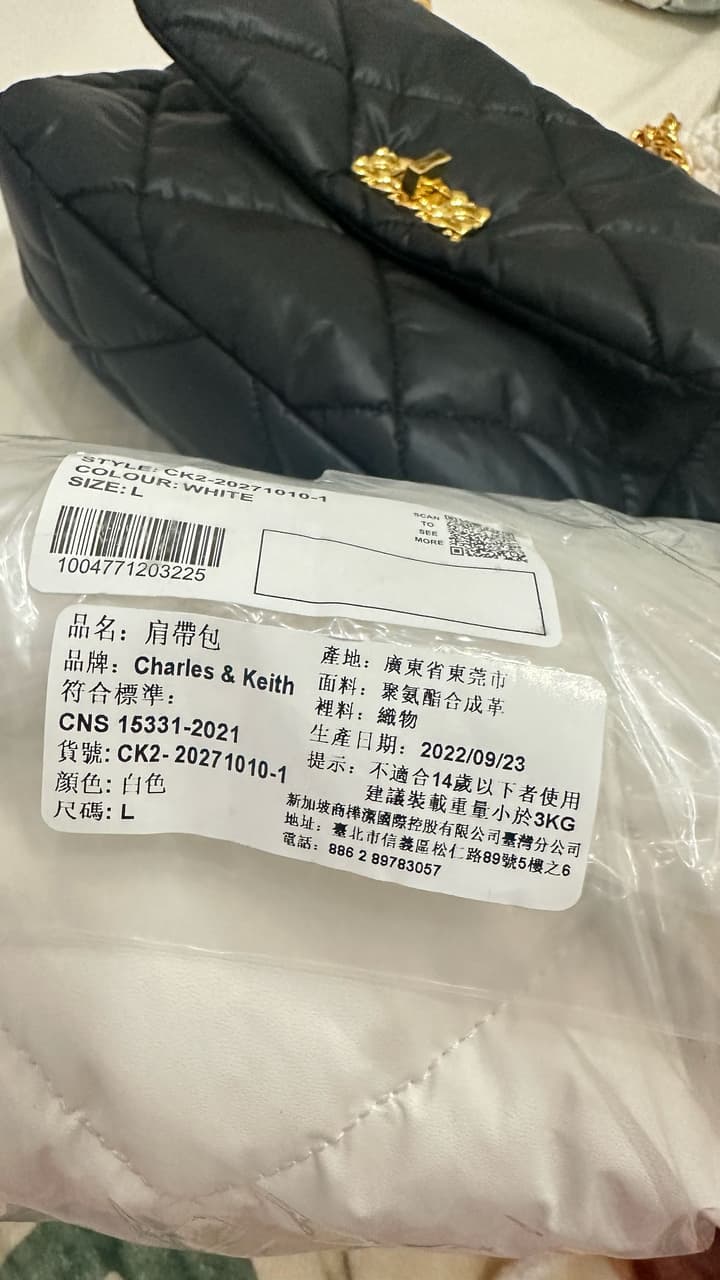 STYLE: CK2-20271010-1
COLOUR: WHITE
SIZE: L
SCAN
TO
SEE
MORE
1004771203225
品名: 肩帶包
品牌: Charles & Keith
符合標準:
CNS 15331-2021
貨號: CK2- 20271010-1
顏色: 白色
尺碼: L
產地: 廣東省東莞市
面料: 聚氨酯合成革
裡料: 織物
生產日期: 2022/09/23
提示: 不適合14歲以下者使用
建議裝載重量小於3KG
新加坡商樺潔國際控股有限公司臺灣分公司
地址: 臺北市信義區松仁路89號5樓之6
電話: 886 2 89783057